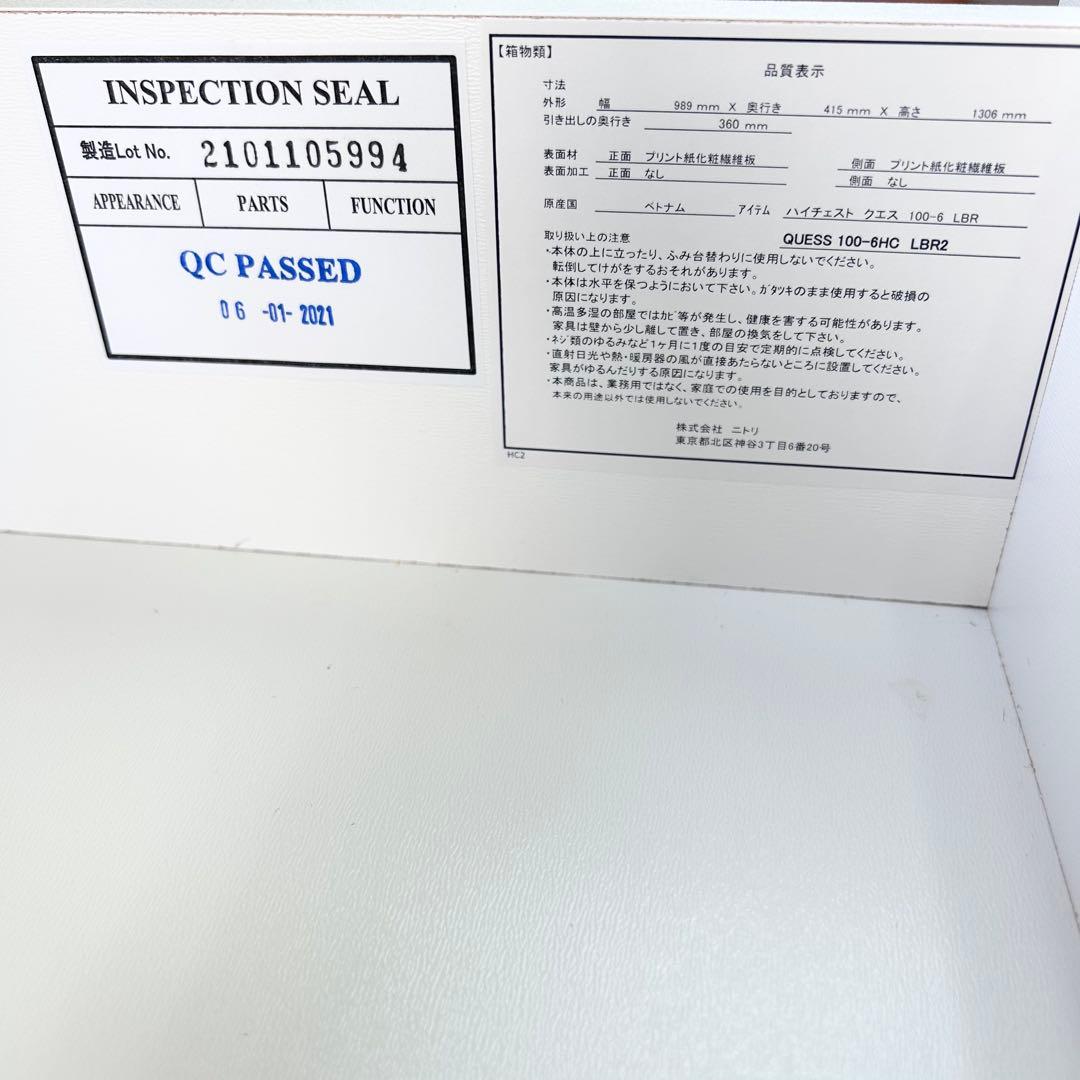 INSPECTION SEAL
製造Lot No. 2101105994
APPEARANCE PARTS FUNCTION
QC PASSED
06 -01- 2021
【箱物類】
品質表示
寸法
外形 幅 989 mm X 奥行き 415 mm X 高さ 1306 mm
引き出しの奥行き 360 mm
表面材 正面 プリント紙化粧繊維板 側面 プリント紙化粧繊維板
表面加工 正面 なし 側面 なし
原産国 ベトナム アイテム ハイチェスト クエス 100-6 LBR
QUESS 100-6HC LBR2
取り扱い上の注意
・本体の上に立ったり、ふみ台替わりに使用しないでください。
転倒してけがをするおそれがあります。
・本体は水平を保つようにおいて下さい。ｶﾞﾀﾂｷのまま使用すると破損の
原因になります。
・高温多湿の部屋ではｶﾋﾞ等が発生し、健康を害する可能性があります。
家具は壁から少し離して置き、部屋の換気をして下さい。
・ﾈｼﾞ類のゆるみなど1ヶ月に1度の目安で定期的に点検してください。
・直射日光や熱・暖房器の風が直接あたらないところに設置してください。
家具がゆるんだりする原因になります。
・本商品は、業務用ではなく、家庭での使用を目的としておりますので、
本来の用途以外では使用しないでください。
株式会社 ニトリ
東京都北区神谷3丁目6番20号
HC2